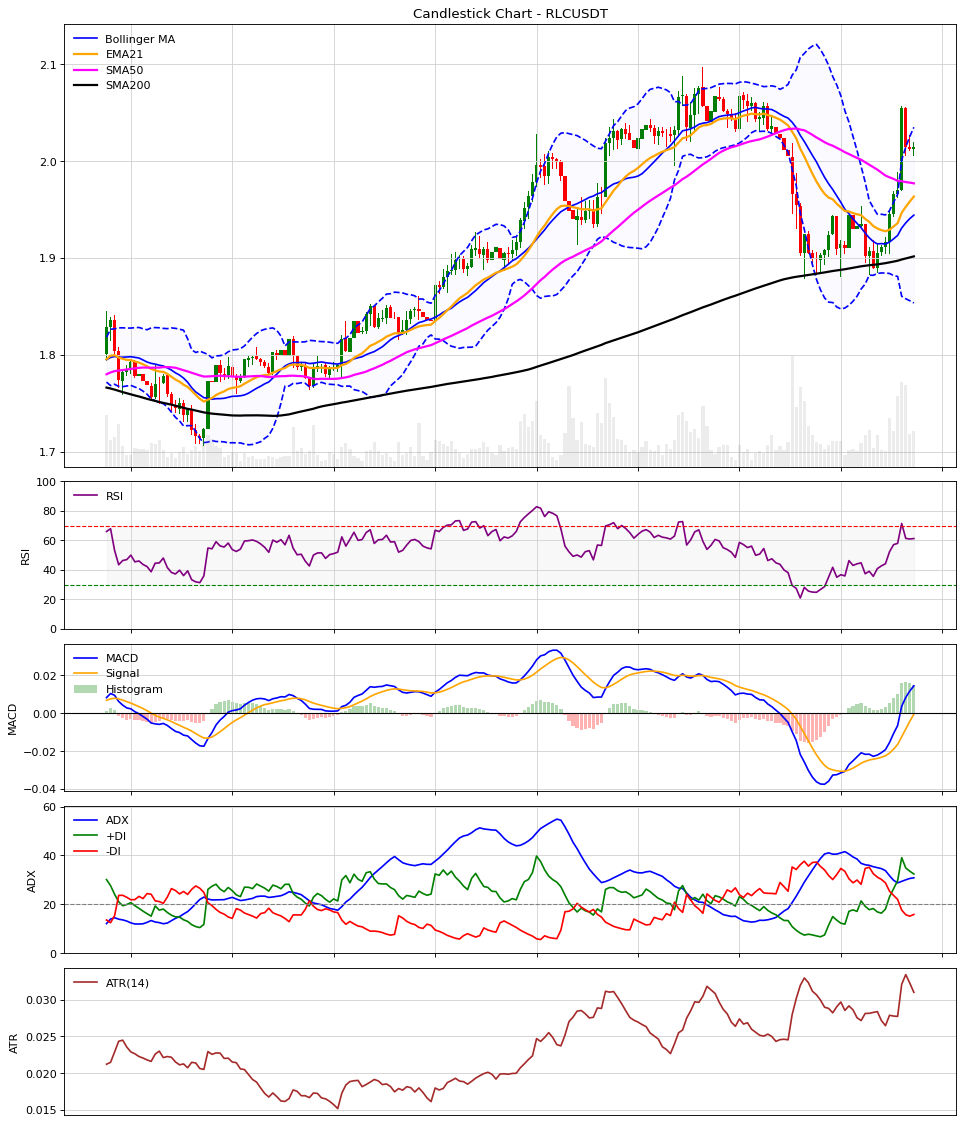 Candlestick Chart - RLCUSDT
Bollinger MA
EMA21
SMA50
SMA200
2.1
2.0
1.9
1.8
1.7
RSI
RSI
100
80
60
40
20
0
MACD
Signal
Histogram
MACD
0.02
0.00
−0.02
−0.04
ADX
+DI
-DI
ADX
60
40
20
0
ATR(14)
ATR
0.030
0.025
0.020
0.015